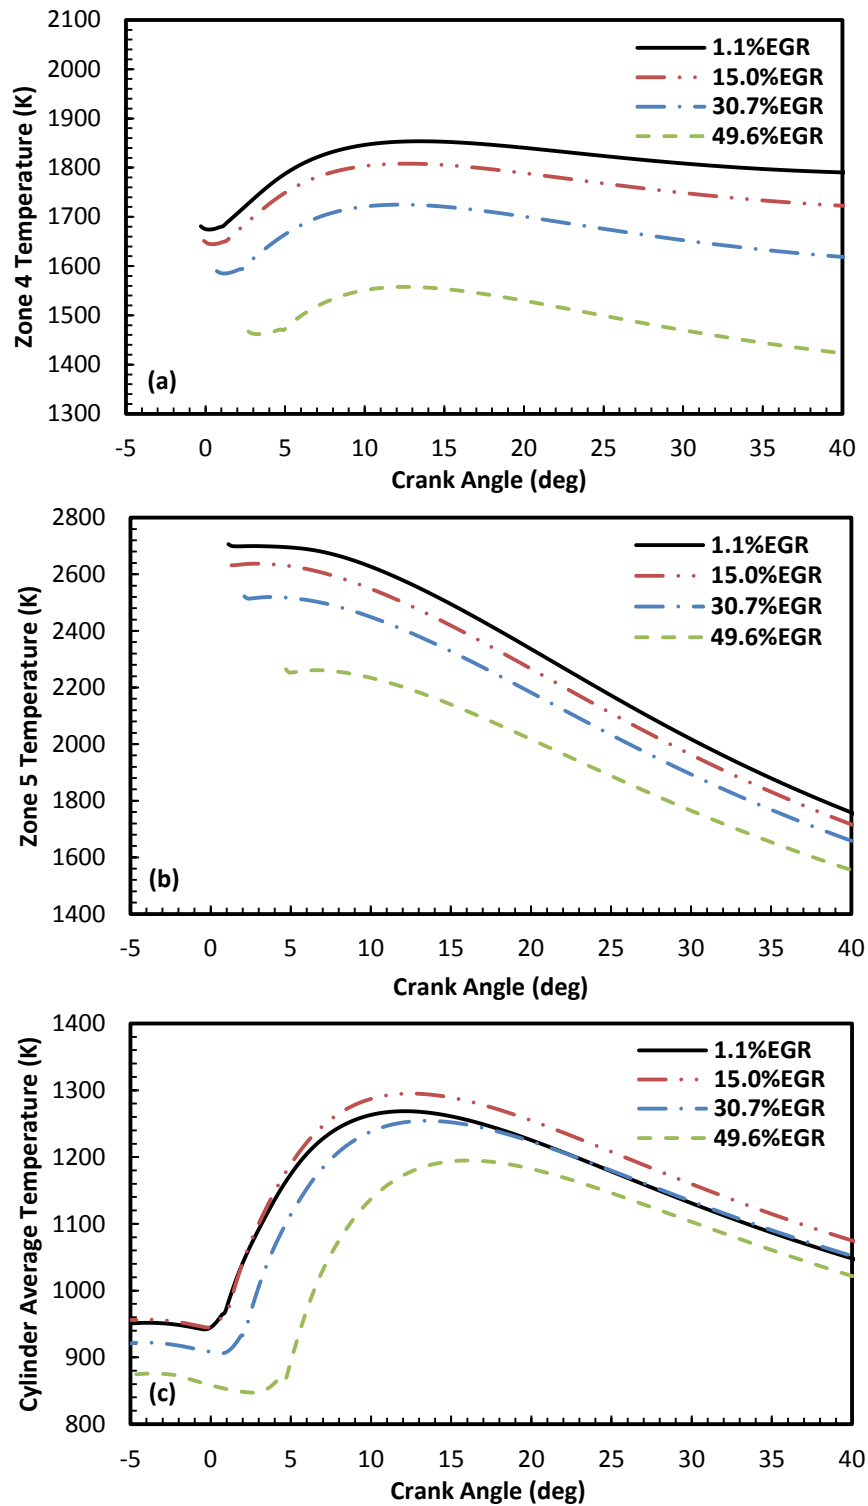 2100
2000
1900
1800
1700
1600
1500
1400
1300
Zone 4 Temperature (K)
1.1%EGR
15.0%EGR
30.7%EGR
49.6%EGR
(a)
-5 0 5 10 15 20 25 30 35 40
Crank Angle (deg)
2800
2600
2400
2200
2000
1800
1600
1400
Zone 5 Temperature (K)
1.1%EGR
15.0%EGR
30.7%EGR
49.6%EGR
(b)
-5 0 5 10 15 20 25 30 35 40
Crank Angle (deg)
1400
1300
1200
1100
1000
900
800
Cylinder Average Temperature (K)
1.1%EGR
15.0%EGR
30.7%EGR
49.6%EGR
(c)
-5 0 5 10 15 20 25 30 35 40
Crank Angle (deg)